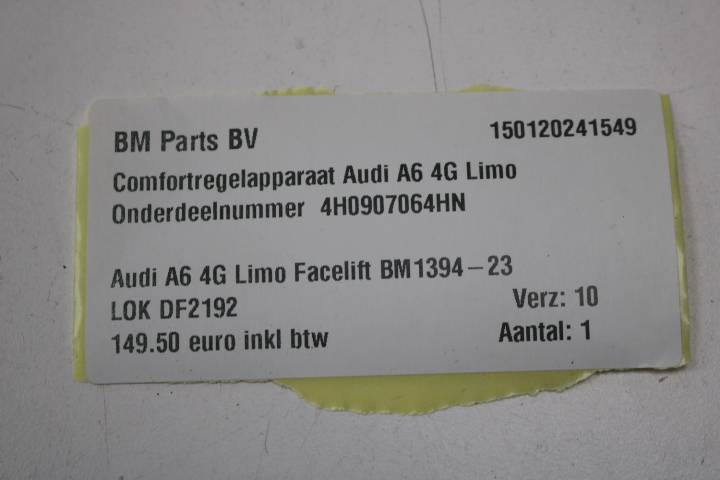 BM Parts BV 150120241549
Comfortregelapparaat Audi A6 4G Limo
Onderdeelnummer 4H0907064HN
Audi A6 4G Limo Facelift BM1394-23
LOK DF2192 Verz: 10
149.50 euro inkl btw Aantal: 1